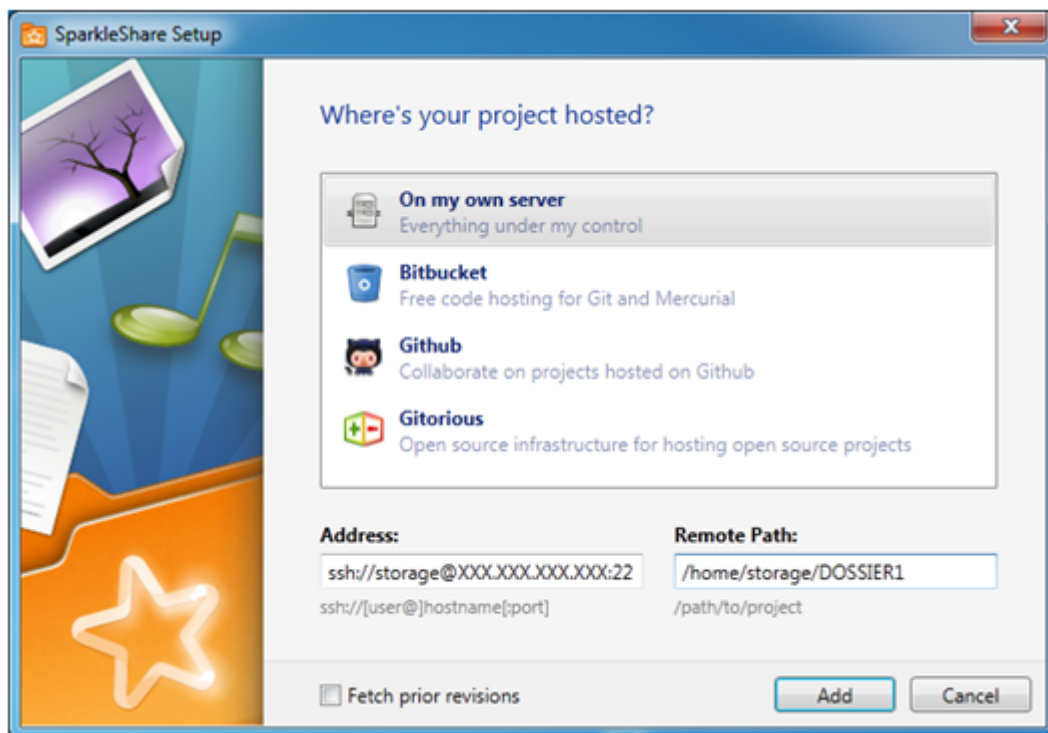 SparkleShare Setup
Where's your project hosted?
On my own server
Everything under my control
Bitbucket
Free code hosting for Git and Mercurial
Github
Collaborate on projects hosted on Github
Gitorious
Open source infrastructure for hosting open source projects
Address: Remote Path:
ssh://storage@XXX.XXX.XXX.XXX:22 /home/storage/DOSSIER1
ssh://[user@]hostname[:port] /path/to/project
Fetch prior revisions Add Cancel